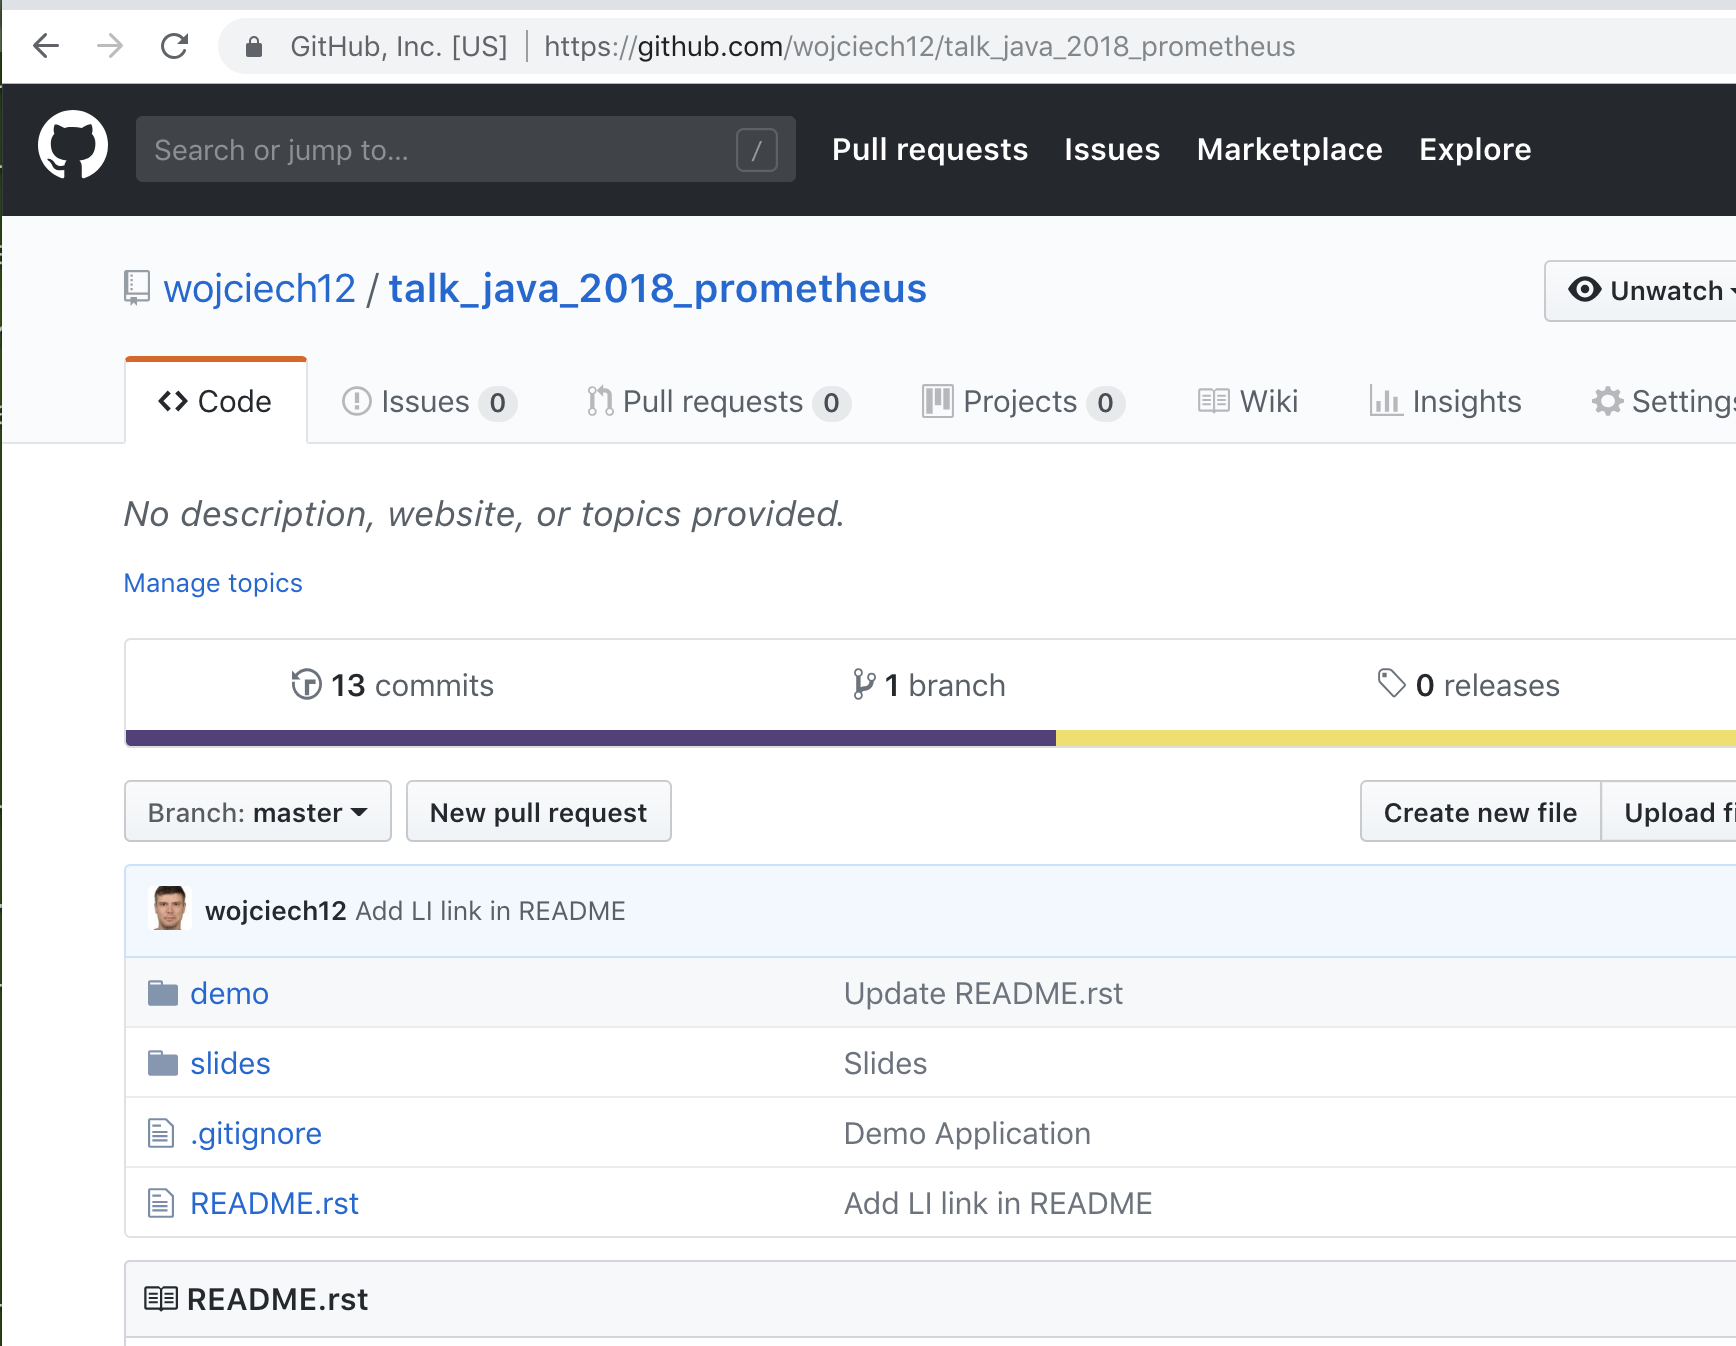 GitHub, Inc. [US] | https://github.com/wojciech12/talk_java_2018_prometheus
Search or jump to... /
Pull requests Issues Marketplace Explore
wojciech12 / talk_java_2018_prometheus
Unwatch
Code Issues 0 Pull requests 0 Projects 0 Wiki Insights Settings
No description, website, or topics provided.
Manage topics
13 commits 1 branch 0 releases
Branch: master New pull request Create new file Upload fi
wojciech12 Add LI link in README
demo Update README.rst
slides Slides
.gitignore Demo Application
README.rst Add LI link in README
README.rst